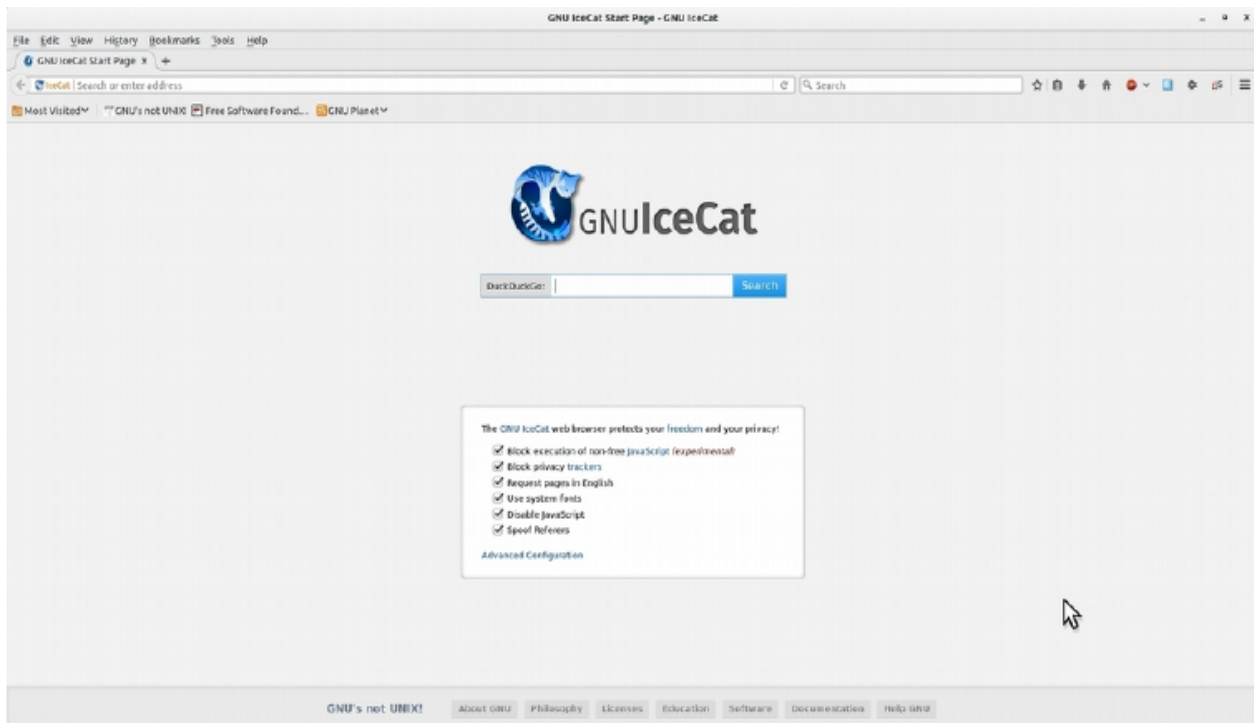 GNU IceCat Start Page - GNU IceCat
File Edit View History Bookmarks Tools Help
GNU IceCat Start Page
IceCat Search or enter address
Search
Most Visited GNU's not UNIX! Free Software Found... GNU Planet
GNUIceCat
DuckDuckGo:
Search
The GNU IceCat web browser protects your freedom and your privacy!
Block execution of non-free JavaScript (experimental)
Block privacy trackers
Request pages in English
Use system fonts
Disable JavaScript
Spoof Referers
Advanced Configuration
GNU's not UNIX! About GNU Philosophy Licenses Education Software Documentation Help GNU